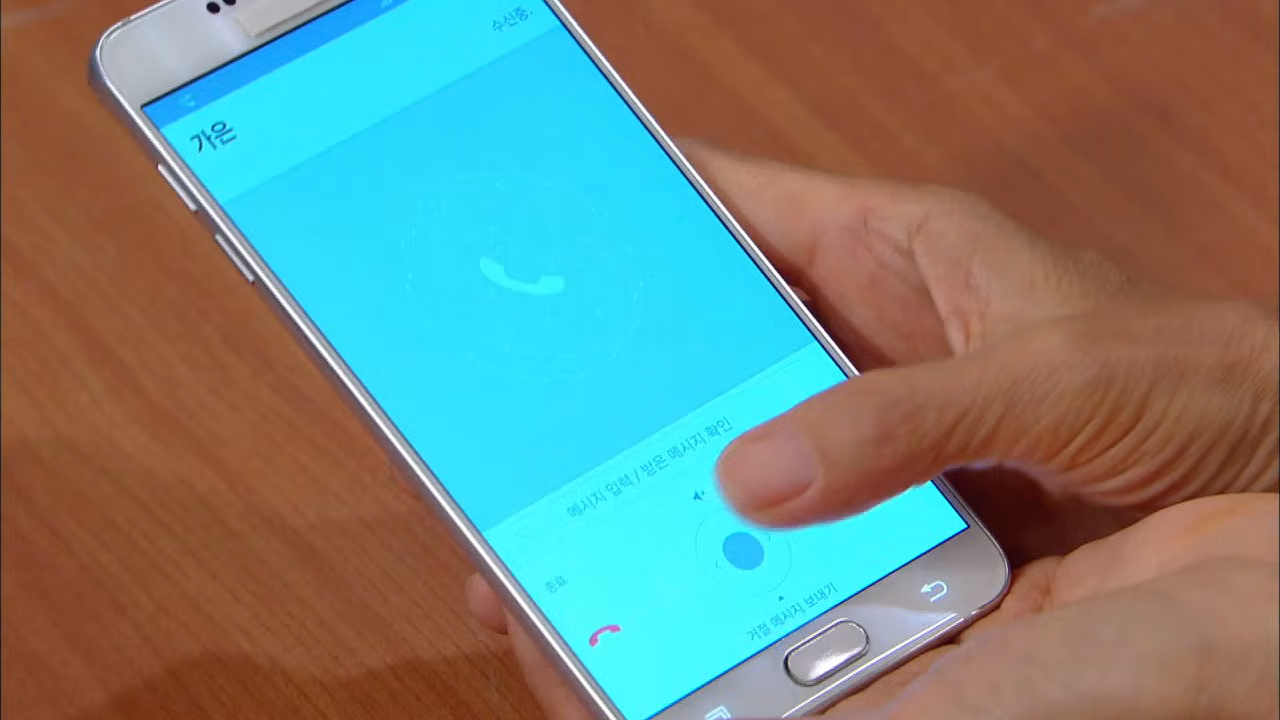 수신중.
가은
메시지 입력 / 받은 메시지 확인
종료
거절 메시지 보내기